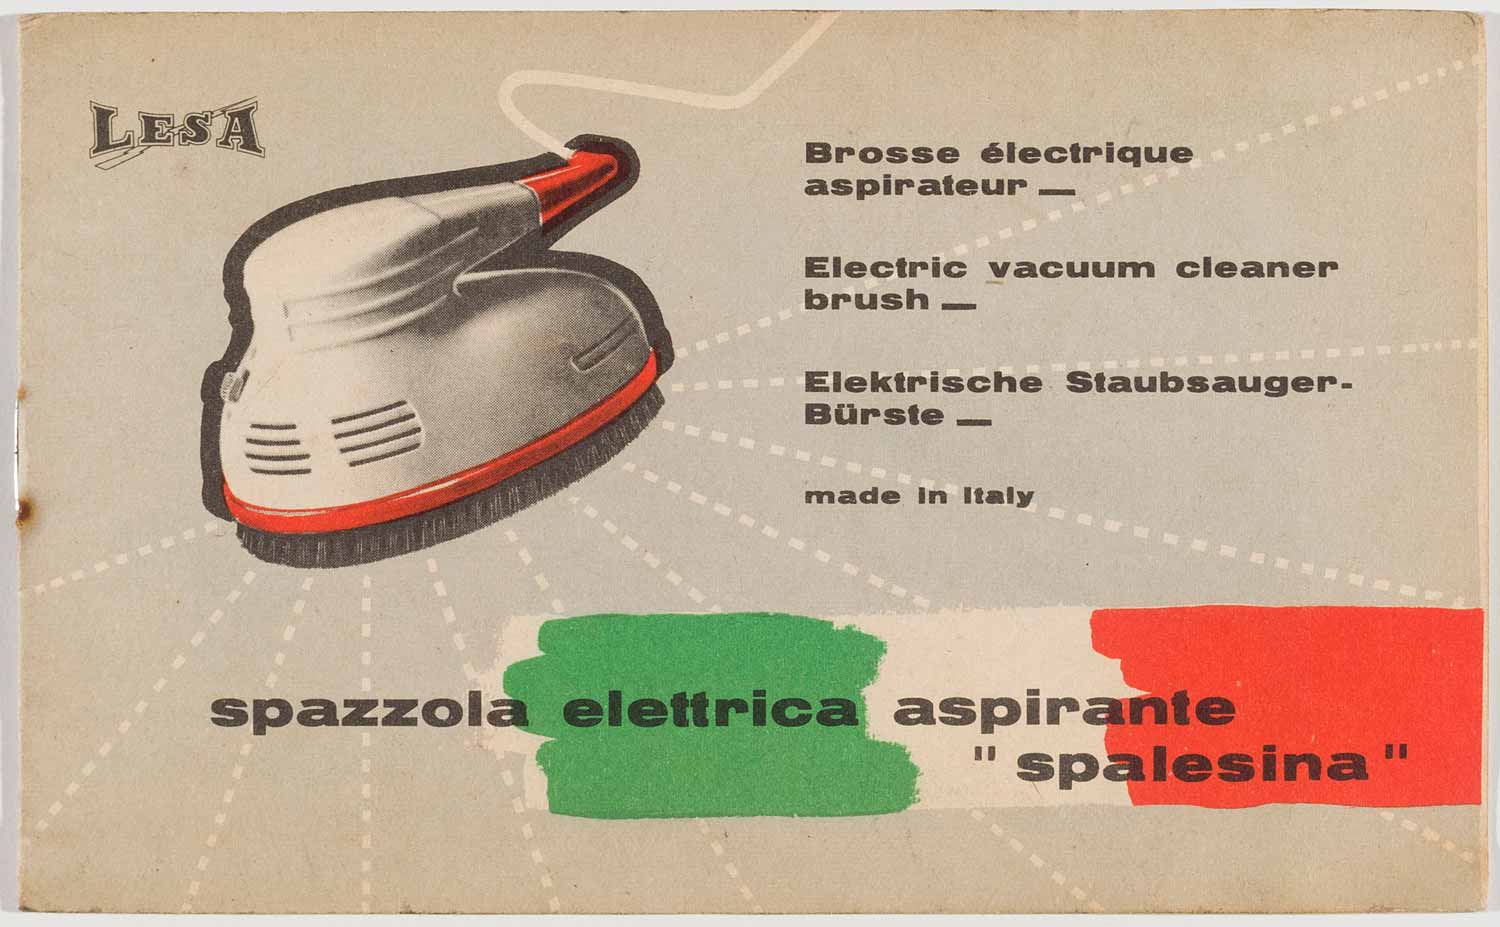 LESA
Brosse électrique
aspirateur —
Electric vacuum cleaner
brush —
Elektrische Staubsauger-
Bürste —
made in Italy
spazzola elettrica aspirante
"spalesina"